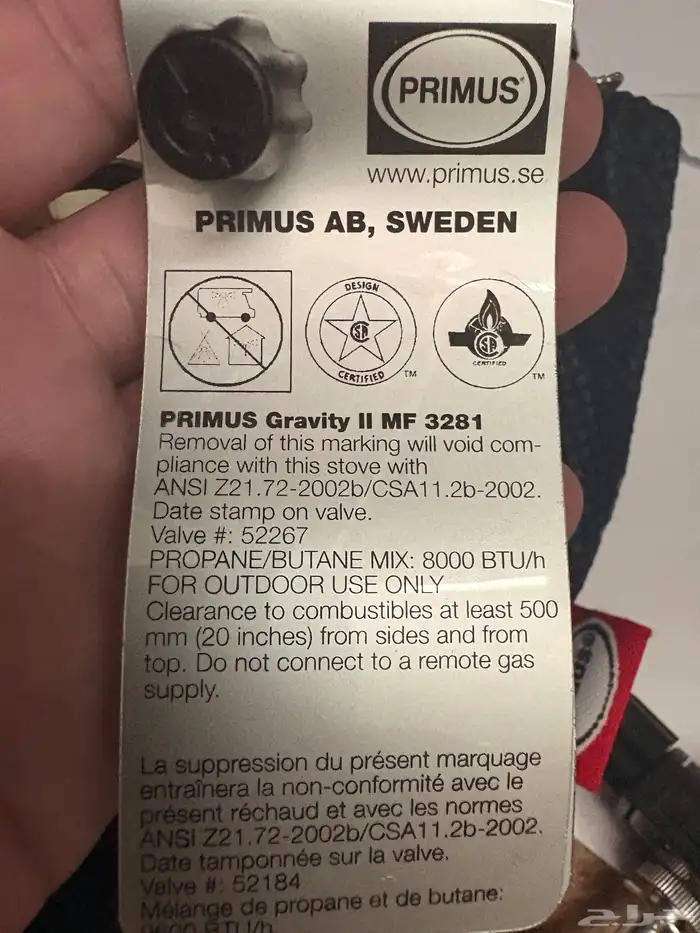 PRIMUS
www.primus.se
PRIMUS AB, SWEDEN
DESIGN
CERTIFIED
TM
CERTIFIED
TM
PRIMUS Gravity II MF 3281
Removal of this marking will void com-
pliance with this stove with
ANSI Z21.72-2002b/CSA11.2b-2002.
Date stamp on valve.
Valve #: 52267
PROPANE/BUTANE MIX: 8000 BTU/h
FOR OUTDOOR USE ONLY
Clearance to combustibles at least 500
mm (20 inches) from sides and from
top. Do not connect to a remote gas
supply.
La suppression du présent marquage
entraînera la non-conformité avec le
présent réchaud et avec les normes
ANSI Z21.72-2002b/CSA11.2b-2002.
Date tamponnée sur la valve.
Valve #: 52184
Mélange de propane et de butane:
BTU/h
حراج